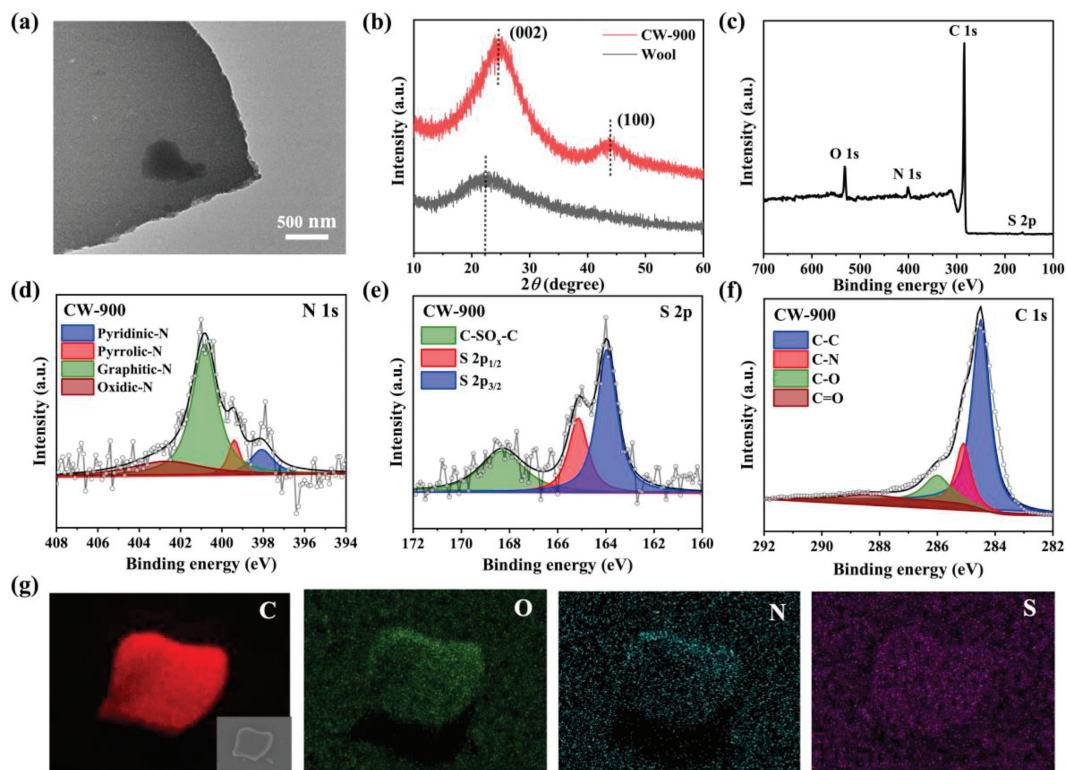 (a)
500 nm
(b)
Intensity (a.u.)
(002)
(100)
CW-900
Wool
10 20 30 40 50 60
2θ (degree)
(c)
Intensity (a.u.)
C 1s
O 1s
N 1s
S 2p
700 600 500 400 300 200 100
Binding energy (eV)
(d)
Intensity (a.u.)
CW-900
N 1s
Pyridinic-N
Pyrrolic-N
Graphitic-N
Oxidic-N
408 406 404 402 400 398 396 394
Binding energy (eV)
(e)
Intensity (a.u.)
CW-900
S 2p
C-SOₓ-C
S 2p₁/₂
S 2p₃/₂
172 170 168 166 164 162 160
Binding energy (eV)
(f)
Intensity (a.u.)
CW-900
C 1s
C-C
C-N
C-O
C=O
292 290 288 286 284 282
Binding energy (eV)
(g)
C
O
N
S